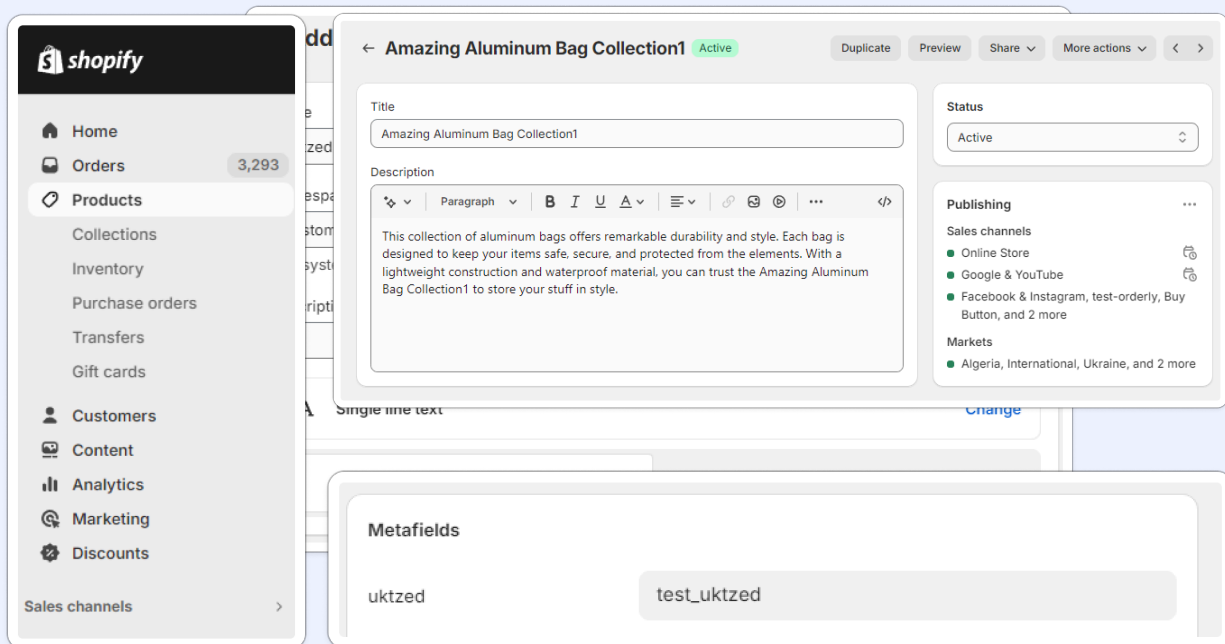 shopify
Home
Orders 3,293
Products
Collections
Inventory
Purchase orders
Transfers
Gift cards
Customers
Content
Analytics
Marketing
Discounts
Sales channels
Amazing Aluminum Bag Collection1 Active
Duplicate Preview Share More actions
Title
Amazing Aluminum Bag Collection1
Description
Paragraph B I U A
This collection of aluminum bags offers remarkable durability and style. Each bag is
designed to keep your items safe, secure, and protected from the elements. With a
lightweight construction and waterproof material, you can trust the Amazing Aluminum
Bag Collection1 to store your stuff in style.
Status
Active
Publishing
Sales channels
Online Store
Google & YouTube
Facebook & Instagram, test-orderly, Buy
Button, and 2 more
Markets
Algeria, International, Ukraine, and 2 more
Single line text Change
Metafields
uktzed test_uktzed